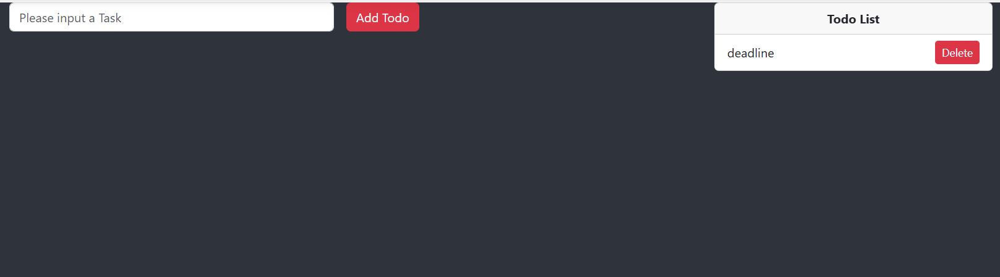 Please input a Task
Add Todo
Todo List
deadline
Delete